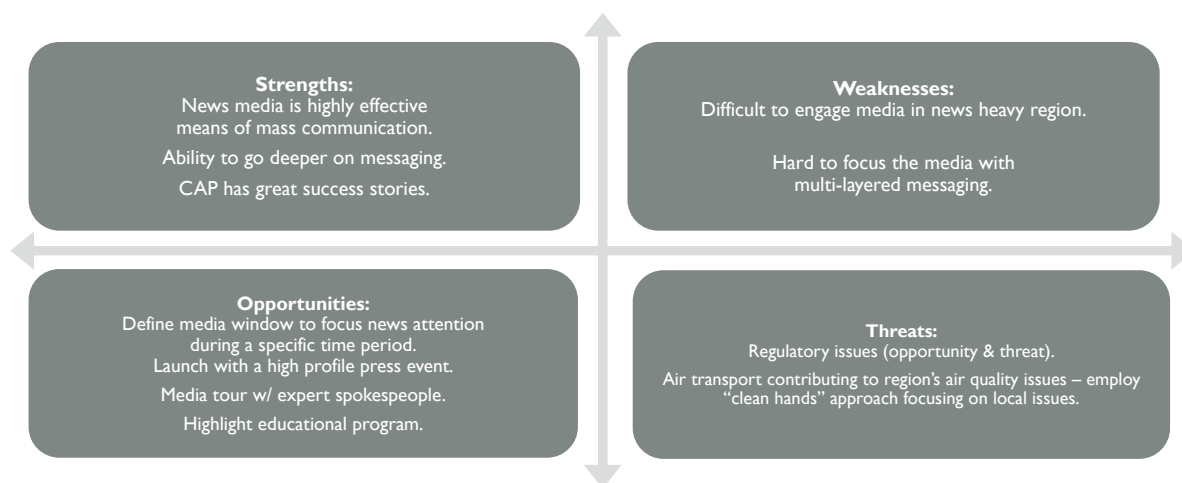 Strengths:
News media is highly effective
means of mass communication.
Ability to go deeper on messaging.
CAP has great success stories.
Weaknesses:
Difficult to engage media in news heavy region.
Hard to focus the media with
multi-layered messaging.
Opportunities:
Define media window to focus news attention
during a specific time period.
Launch with a high profile press event.
Media tour w/ expert spokespeople.
Highlight educational program.
Threats:
Regulatory issues (opportunity & threat).
Air transport contributing to region’s air quality issues – employ
“clean hands” approach focusing on local issues.